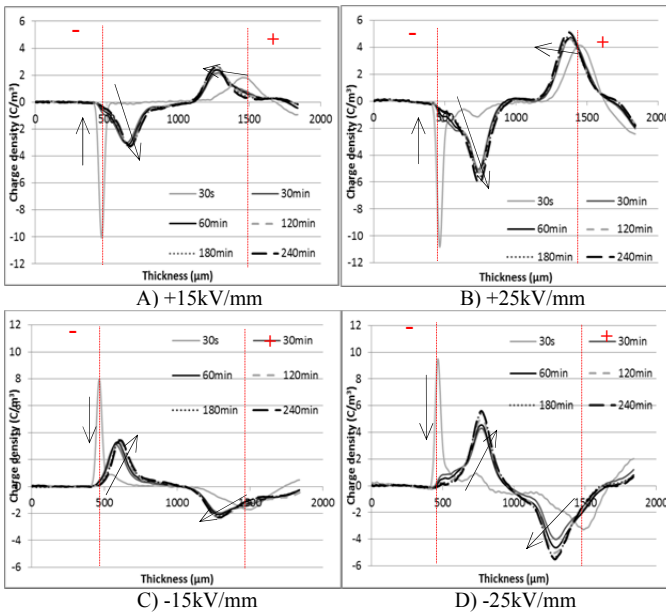 6
4
2
0
-2
-4
-6
-8
-10
-12
0
500
1000
1500
2000
-
+
Charge density (C/m³)
Thickness (µm)
30s
30min
60min
120min
180min
240min
A) +15kV/mm
6
4
2
0
-2
-4
-6
-8
-10
-12
0
500
1000
1500
2000
-
+
Charge density (C/m³)
Thickness (µm)
30s
30min
60min
120min
180min
240min
B) +25kV/mm
12
10
8
6
4
2
0
-2
-4
-6
0
500
1000
1500
2000
-
+
Charge density (C/m³)
Thickness (µm)
30s
30min
60min
120min
180min
240min
C) -15kV/mm
12
10
8
6
4
2
0
-2
-4
-6
0
500
1000
1500
2000
-
+
Charge density (C/m³)
Thickness (µm)
30s
30min
60min
120min
180min
240min
D) -25kV/mm